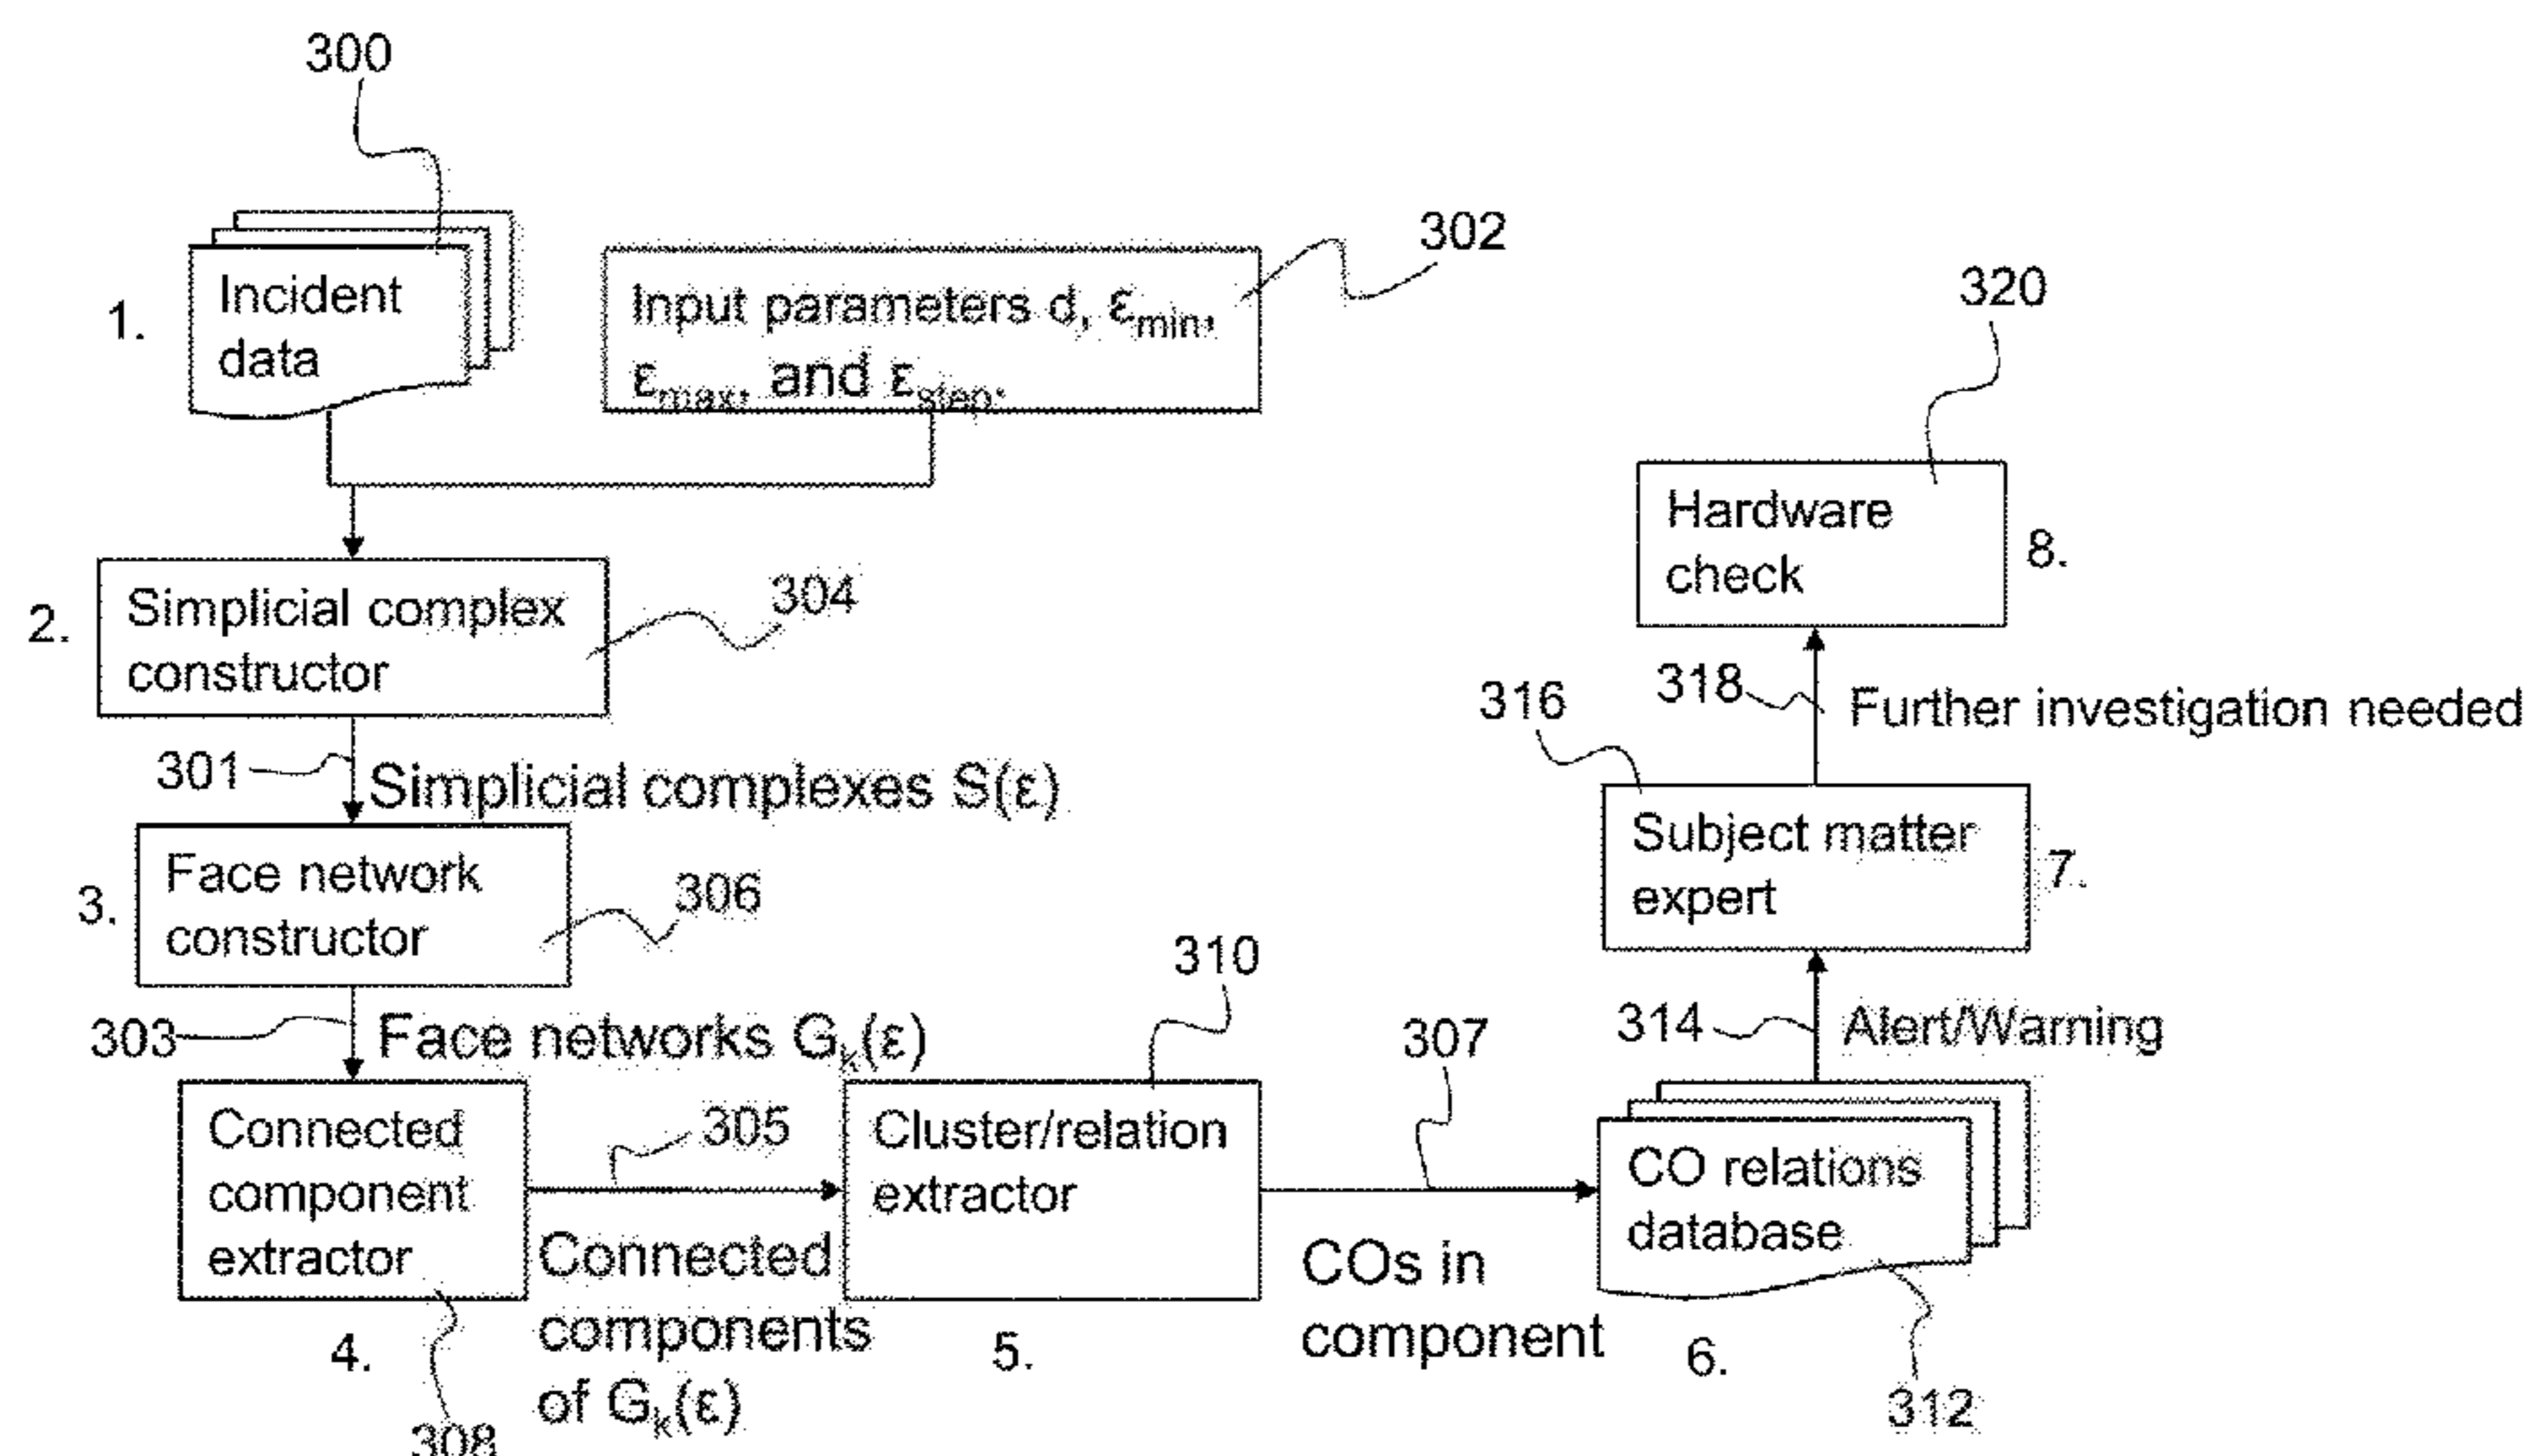 300
302
1.
Incident
data
Input parameters d, εmin,
εmax, and εstep.
320
Hardware
check
8.
2.
Simplicial complex
constructor
304
318
Further investigation needed
316
301
Simplicial complexes S(ε)
Subject matter
expert
7.
3.
Face network
constructor
306
310
303
Face networks Gk(ε)
307
314
Alert/Warning
Connected
component
extractor
305
Cluster/relation
extractor
CO relations
database
Connected
components
of Gk(ε)
COs in
component
4.
5.
6.
308
312